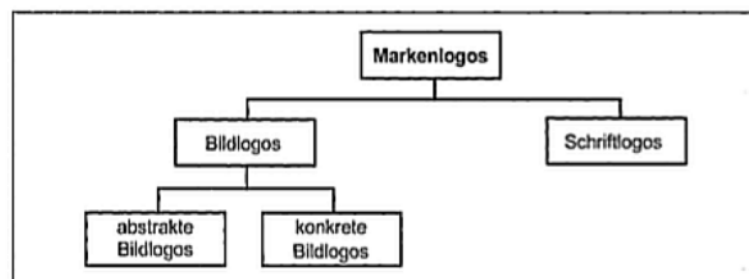 Markenlogos
Bildlogos
Schriftlogos
abstrakte
Bildlogos
konkrete
Bildlogos